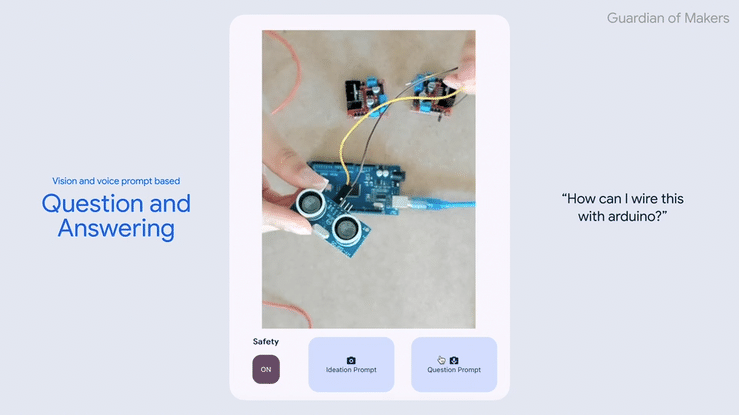 Guardian of Makers
Vision and voice prompt based
Question and
Answering
“How can I wire this
with arduino?”
Safety
ON
Ideation Prompt
Question Prompt